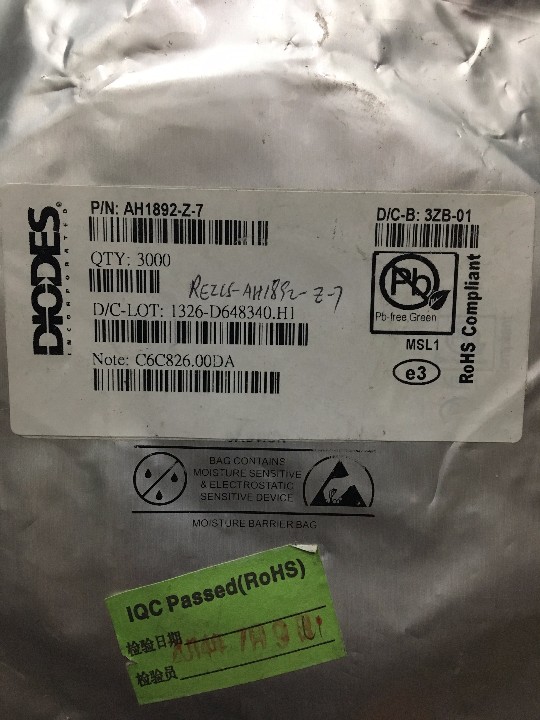 DIODES
INCORPORATED
P/N: AH1892-Z-7
D/C-B: 3ZB-01
QTY: 3000
-AH1892-Z-7
Pb
Pb-free Green
RoHS Compliant
D/C-LOT: 1326-D648340.H1
MSL1
Note: C6C826.00DA
e3
BAG CONTAINS
MOISTURE SENSITIVE
& ELECTROSTATIC
SENSITIVE DEVICE
MOISTURE BARRIER BAG
IQC Passed(RoHS)
检验日期
检验员